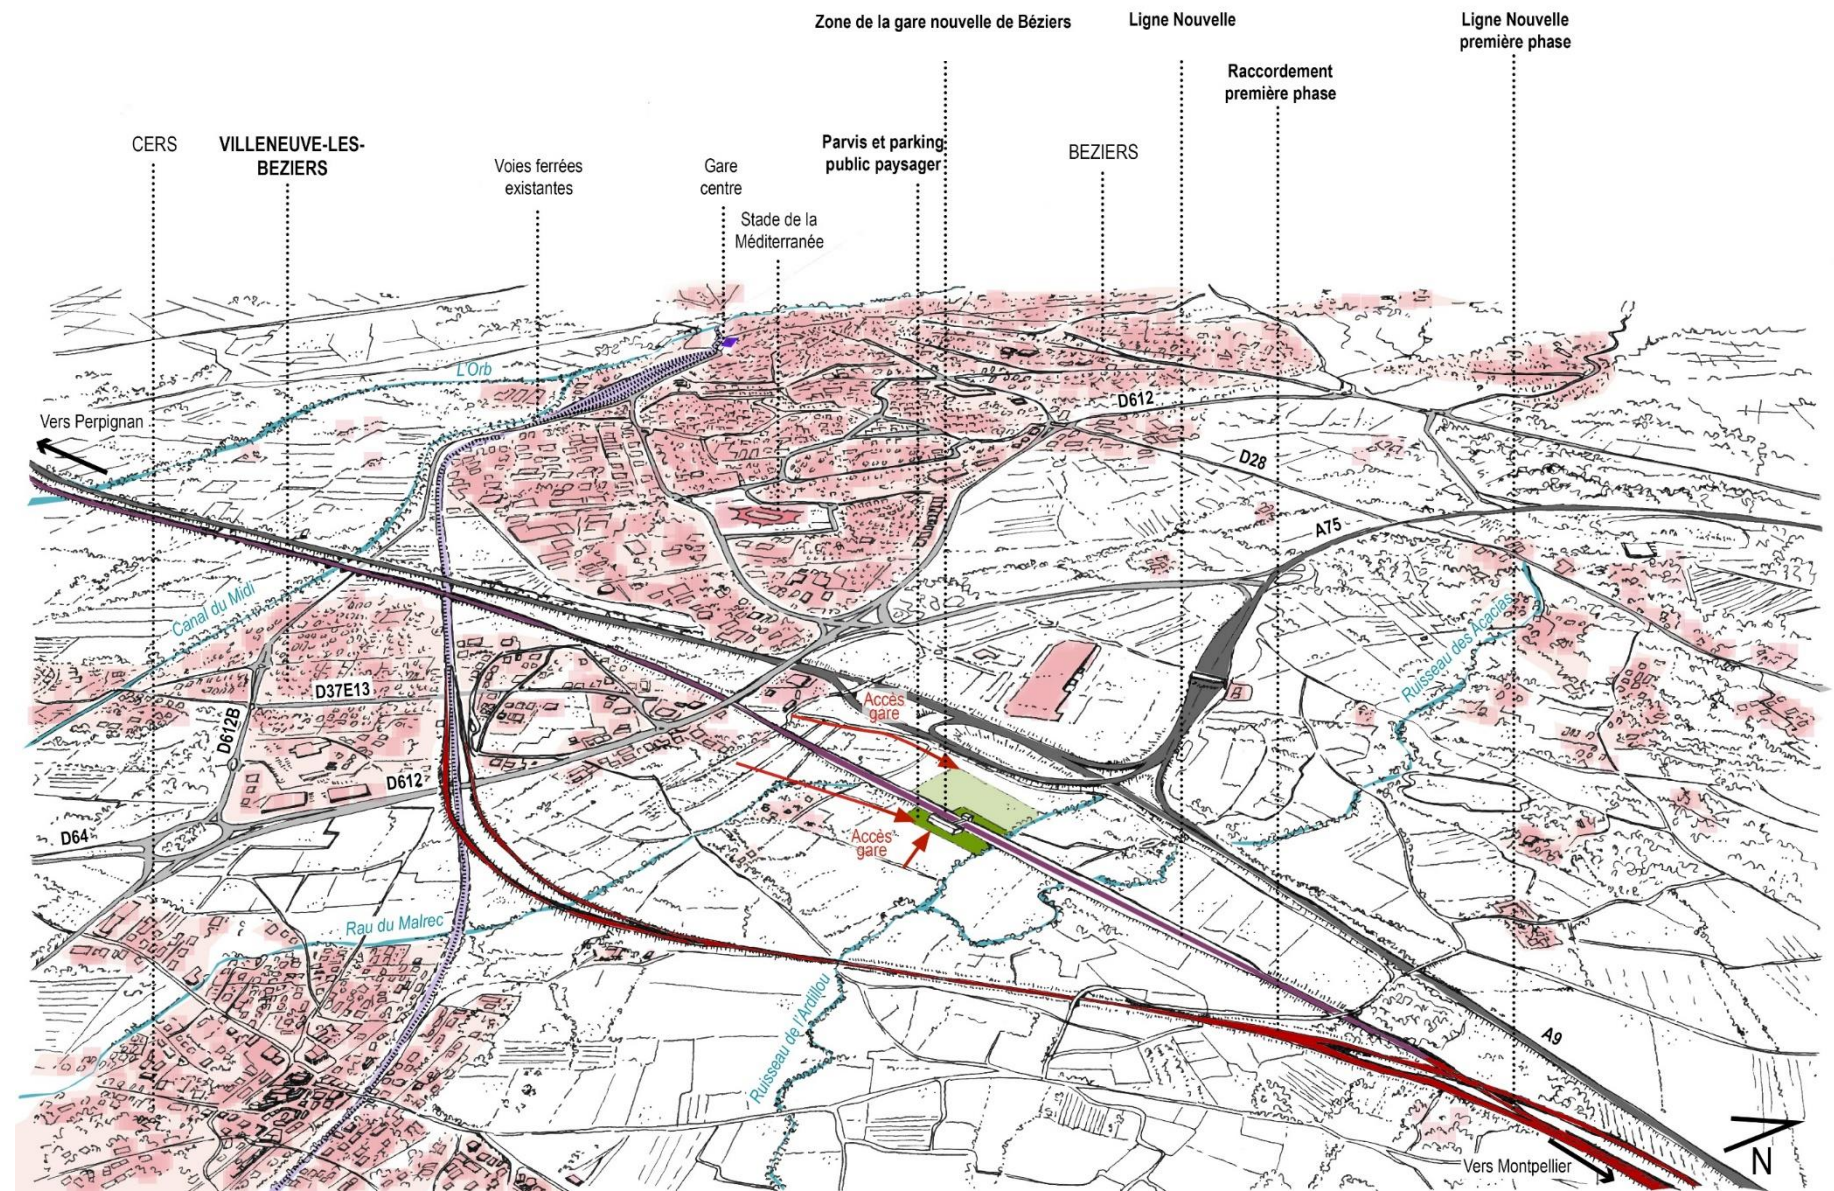 Zone de la gare nouvelle de Béziers
Ligne Nouvelle
Ligne Nouvelle
première phase
Raccordement
première phase
CERS
VILLENEUVE-LES-
BEZIERS
Voies ferrées
existantes
Gare
centre
Parvis et parking
public paysager
BEZIERS
Stade de la
Méditerranée
L'Orb
Vers Perpignan
D612
D28
A75
Canal du Midi
Ruisseau des Acacias
D37E13
D612B
Accès
gare
D612
D64
Accès
gare
Rau du Malrec
Ruisseau de l'Ardillou
A9
Vers Montpellier
N